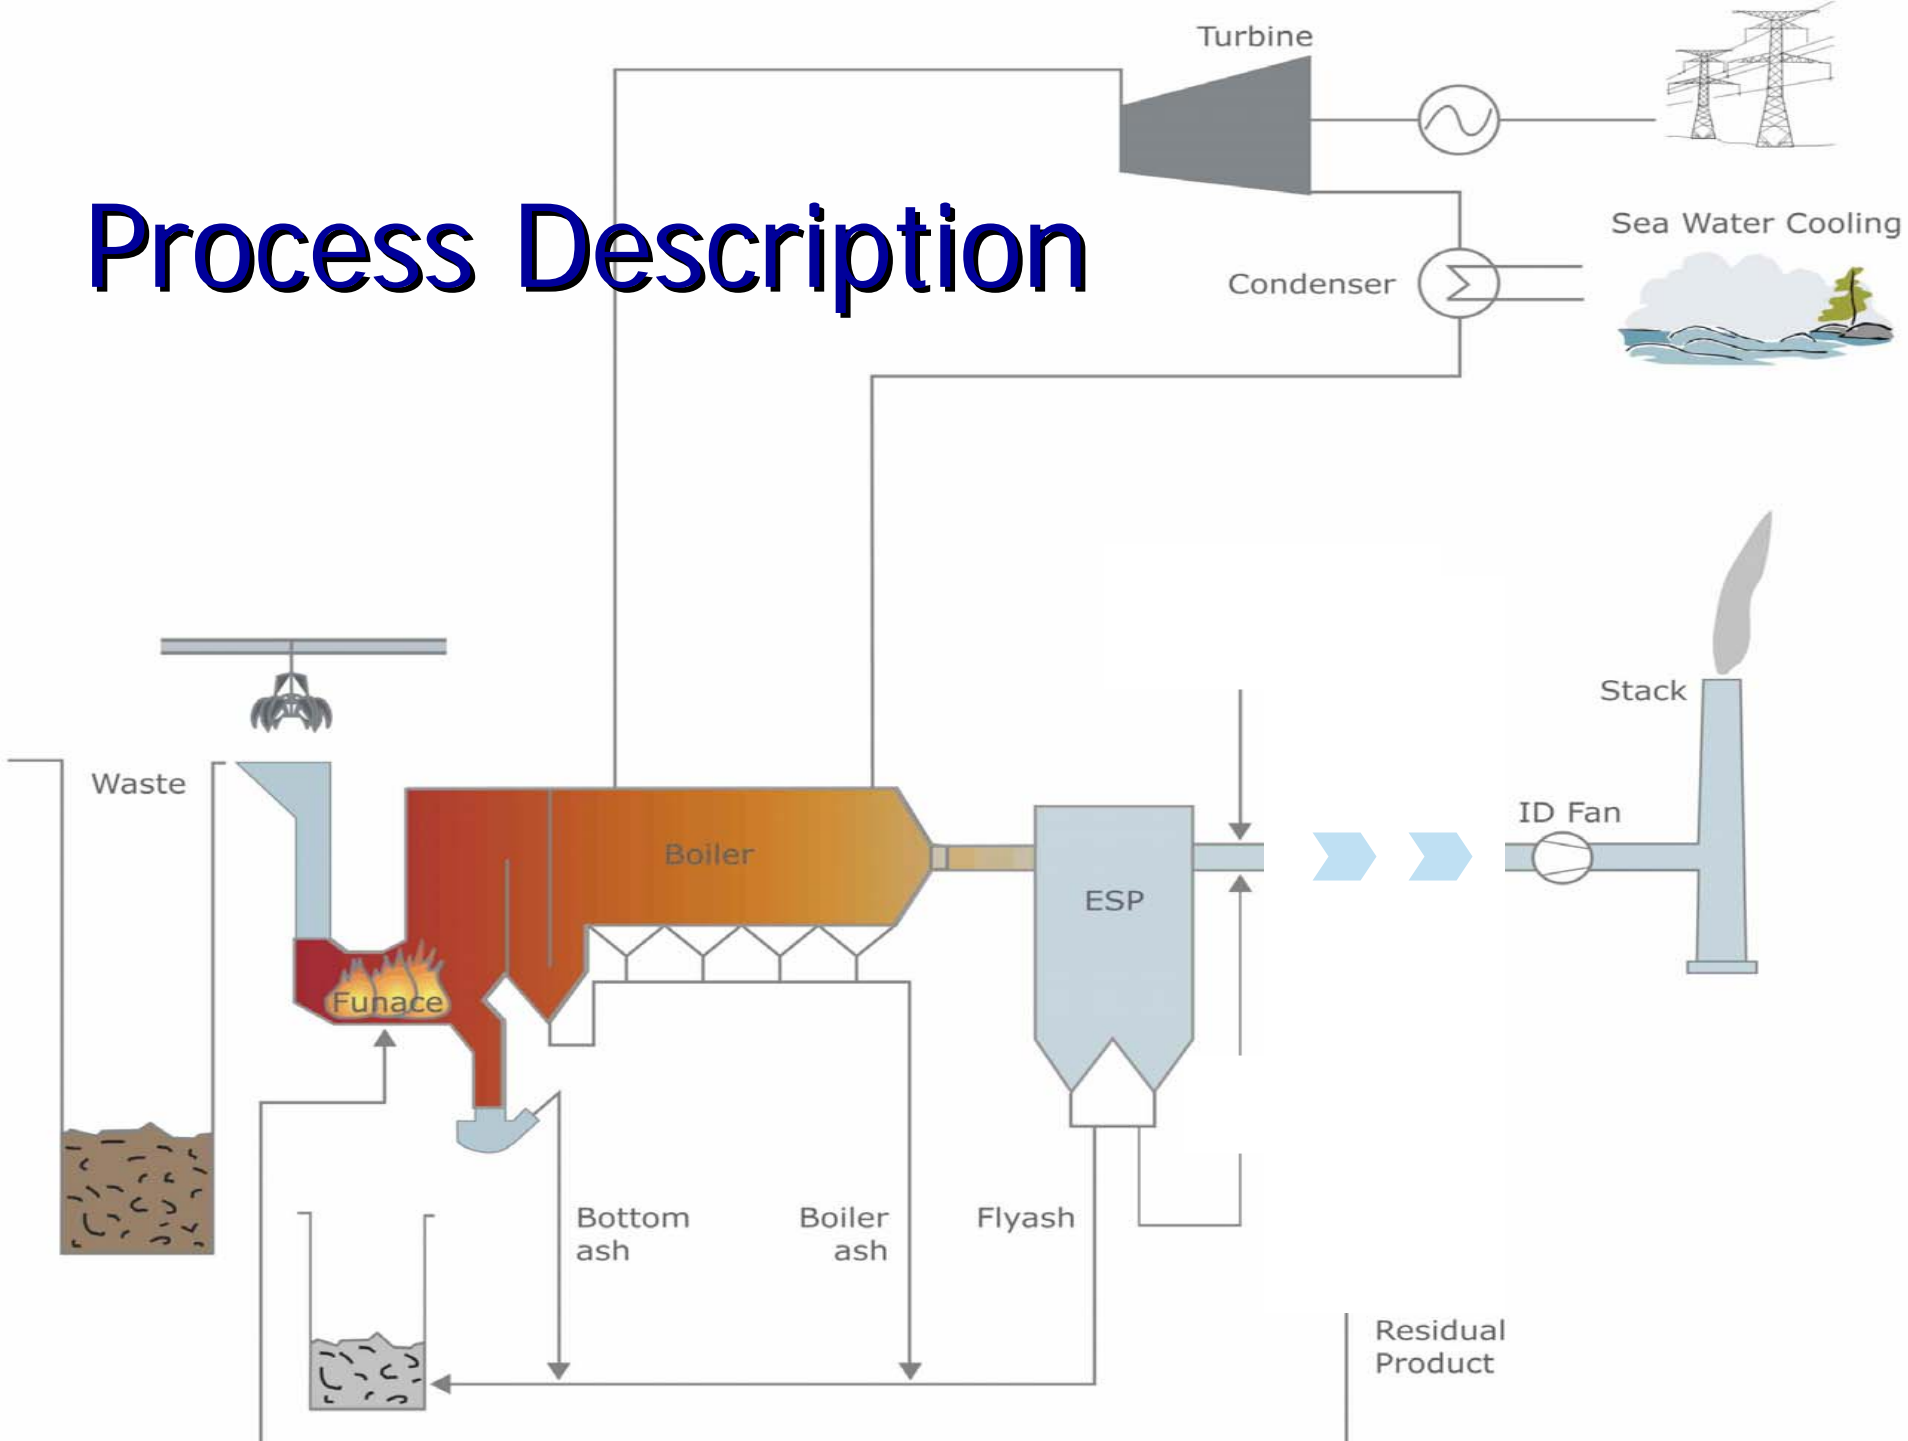 Turbine
Process Description
Sea Water Cooling
Condenser
Stack
Waste
ID Fan
Boiler
ESP
Funace
Bottom
ash
Boiler
ash
Flyash
Residual
Product